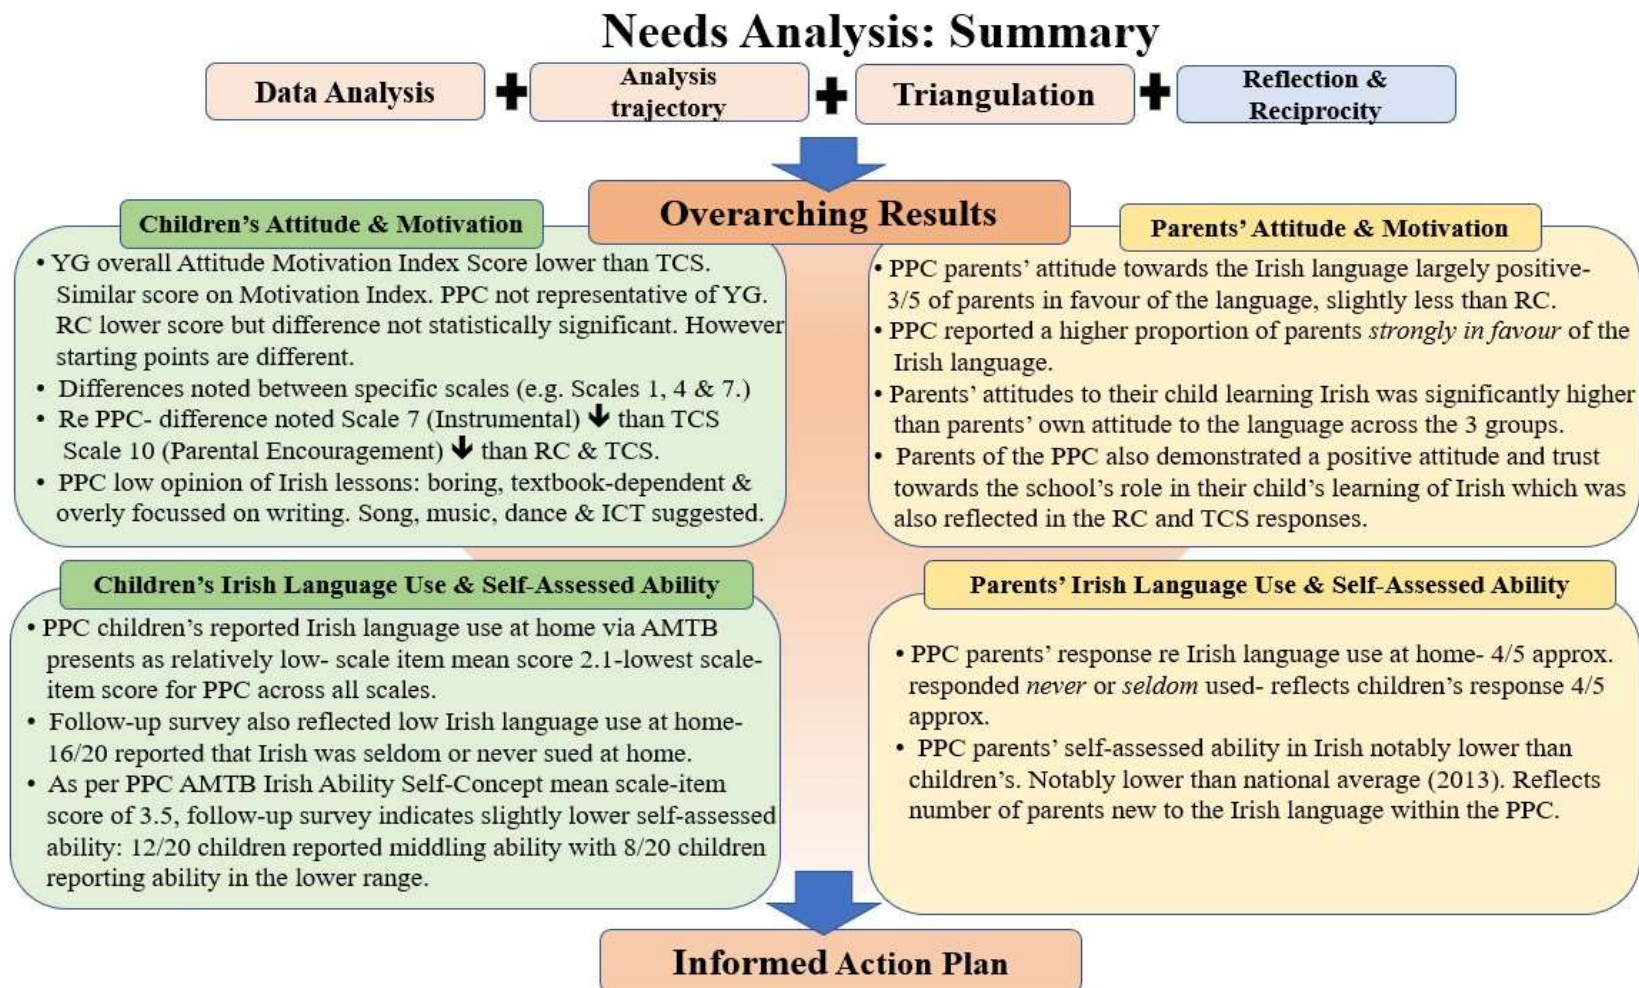 Needs Analysis: Summary
Data Analysis
Analysis
trajectory
Triangulation
Reflection &
Reciprocity
Overarching Results
Children's Attitude & Motivation
• YG overall Attitude Motivation Index Score lower than TCS.
Similar score on Motivation Index. PPC not representative of YG.
RC lower score but difference not statistically significant. However
starting points are different.
• Differences noted between specific scales (e.g. Scales 1, 4 & 7.)
• Re PPC- difference noted Scale 7 (Instrumental) 🡻 than TCS
Scale 10 (Parental Encouragement) 🡻 than RC & TCS.
• PPC low opinion of Irish lessons: boring, textbook-dependent &
overly focussed on writing. Song, music, dance & ICT suggested.
Parents' Attitude & Motivation
• PPC parents' attitude towards the Irish language largely positive-
3/5 of parents in favour of the language, slightly less than RC.
• PPC reported a higher proportion of parents strongly in favour of the
Irish language.
• Parents' attitudes to their child learning Irish was significantly higher
than parents' own attitude to the language across the 3 groups.
• Parents of the PPC also demonstrated a positive attitude and trust
towards the school's role in their child's learning of Irish which was
also reflected in the RC and TCS responses.
Children's Irish Language Use & Self-Assessed Ability
• PPC children's reported Irish language use at home via AMTB
presents as relatively low- scale item mean score 2.1-lowest scale-
item score for PPC across all scales.
• Follow-up survey also reflected low Irish language use at home-
16/20 reported that Irish was seldom or never sued at home.
• As per PPC AMTB Irish Ability Self-Concept mean scale-item
score of 3.5, follow-up survey indicates slightly lower self-assessed
ability: 12/20 children reported middling ability with 8/20 children
reporting ability in the lower range.
Parents' Irish Language Use & Self-Assessed Ability
• PPC parents' response re Irish language use at home- 4/5 approx.
responded never or seldom used- reflects children's response 4/5
approx.
• PPC parents' self-assessed ability in Irish notably lower than
children's. Notably lower than national average (2013). Reflects
number of parents new to the Irish language within the PPC.
Informed Action Plan